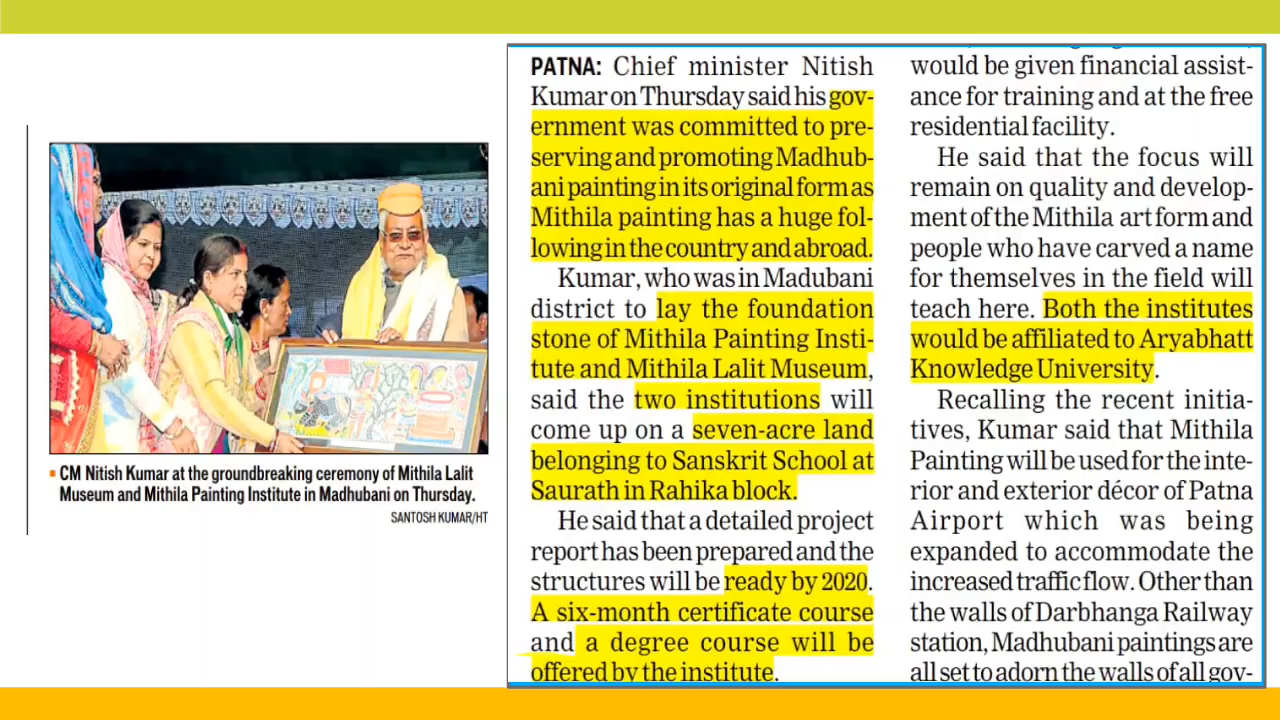 CM Nitish Kumar at the groundbreaking ceremony of Mithila Lalit
Museum and Mithila Painting Institute in Madhubani on Thursday.
SANTOSH KUMAR/HT
PATNA: Chief minister Nitish
Kumar on Thursday said his gov-
ernment was committed to pre-
serving and promoting Madhub-
ani painting in its original form as
Mithila painting has a huge fol-
lowing in the country and abroad.
Kumar, who was in Madubani
district to lay the foundation
stone of Mithila Painting Insti-
tute and Mithila Lalit Museum,
said the two institutions will
come up on a seven-acre land
belonging to Sanskrit School at
Saurath in Rahika block.
He said that a detailed project
report has been prepared and the
structures will be ready by 2020.
A six-month certificate course
and a degree course will be
offered by the institute.
would be given financial assist-
ance for training and at the free
residential facility.
He said that the focus will
remain on quality and develop-
ment of the Mithila art form and
people who have carved a name
for themselves in the field will
teach here. Both the institutes
would be affiliated to Aryabhatt
Knowledge University.
Recalling the recent initia-
tives, Kumar said that Mithila
Painting will be used for the inte-
rior and exterior décor of Patna
Airport which was being
expanded to accommodate the
increased traffic flow. Other than
the walls of Darbhanga Railway
station, Madhubani paintings are
all set to adorn the walls of all gov-